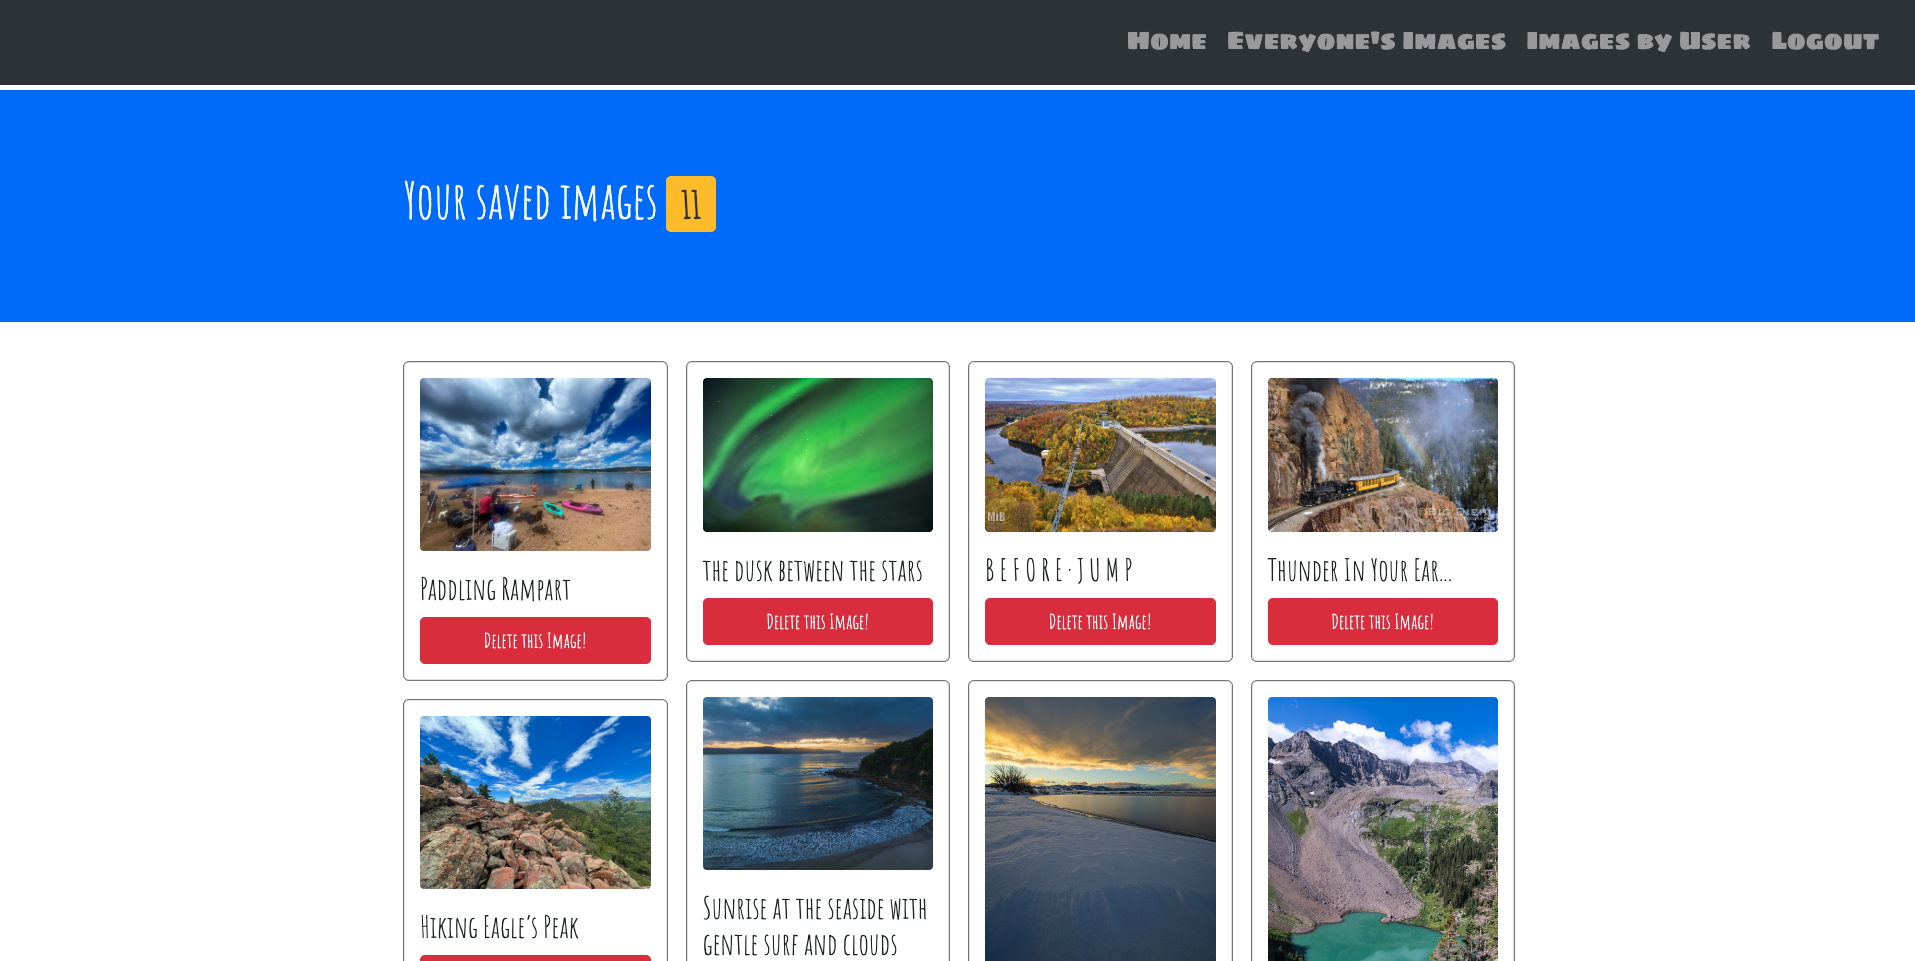 Home Everyone's Images Images by User Logout
Your saved images 11
Paddling Rampart
Delete this Image!
the dusk between the stars
Delete this Image!
MiB
B E F O R E · J U M P
Delete this Image!
Thunder In Your Ear...
Delete this Image!
Hiking Eagle’s Peak
Sunrise at the seaside with
gentle surf and clouds